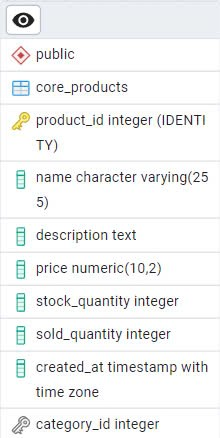 public
core_products
product_id integer (IDENTI
TY)
name character varying(25
5)
description text
price numeric(10,2)
stock_quantity integer
sold_quantity integer
created_at timestamp with
time zone
category_id integer